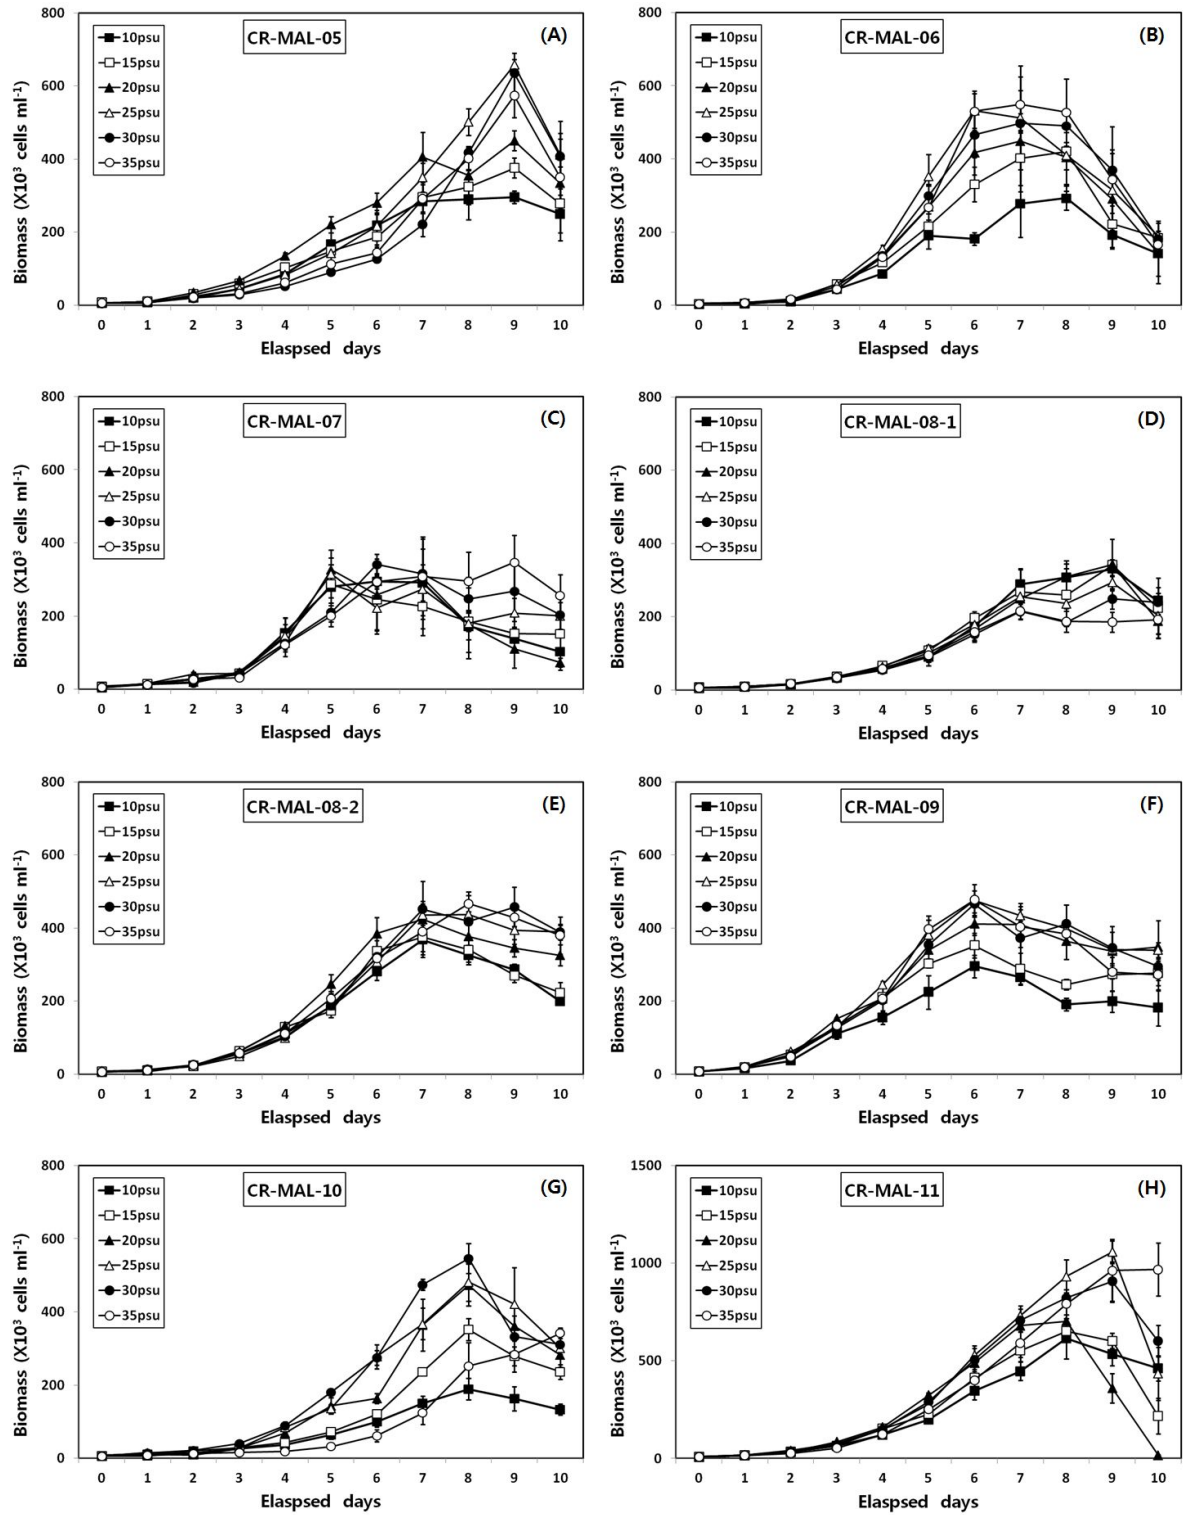 CR-MAL-05
(A)
10psu
15psu
20psu
25psu
30psu
35psu
Biomass (X10³ cells ml⁻¹)
800
600
400
200
0
0 1 2 3 4 5 6 7 8 9 10
Elaspsed days
CR-MAL-06
(B)
10psu
15psu
20psu
25psu
30psu
35psu
Biomass (X10³ cells ml⁻¹)
800
600
400
200
0
0 1 2 3 4 5 6 7 8 9 10
Elaspsed days
CR-MAL-07
(C)
10psu
15psu
20psu
25psu
30psu
35psu
Biomass (X10³ cells ml⁻¹)
800
600
400
200
0
0 1 2 3 4 5 6 7 8 9 10
Elaspsed days
CR-MAL-08-1
(D)
10psu
15psu
20psu
25psu
30psu
35psu
Biomass (X10³ cells ml⁻¹)
800
600
400
200
0
0 1 2 3 4 5 6 7 8 9 10
Elaspsed days
CR-MAL-08-2
(E)
10psu
15psu
20psu
25psu
30psu
35psu
Biomass (X10³ cells ml⁻¹)
800
600
400
200
0
0 1 2 3 4 5 6 7 8 9 10
Elaspsed days
CR-MAL-09
(F)
10psu
15psu
20psu
25psu
30psu
35psu
Biomass (X10³ cells ml⁻¹)
800
600
400
200
0
0 1 2 3 4 5 6 7 8 9 10
Elaspsed days
CR-MAL-10
(G)
10psu
15psu
20psu
25psu
30psu
35psu
Biomass (X10³ cells ml⁻¹)
800
600
400
200
0
0 1 2 3 4 5 6 7 8 9 10
Elaspsed days
CR-MAL-11
(H)
10psu
15psu
20psu
25psu
30psu
35psu
Biomass (X10³ cells ml⁻¹)
1500
1000
500
0
0 1 2 3 4 5 6 7 8 9 10
Elaspsed days